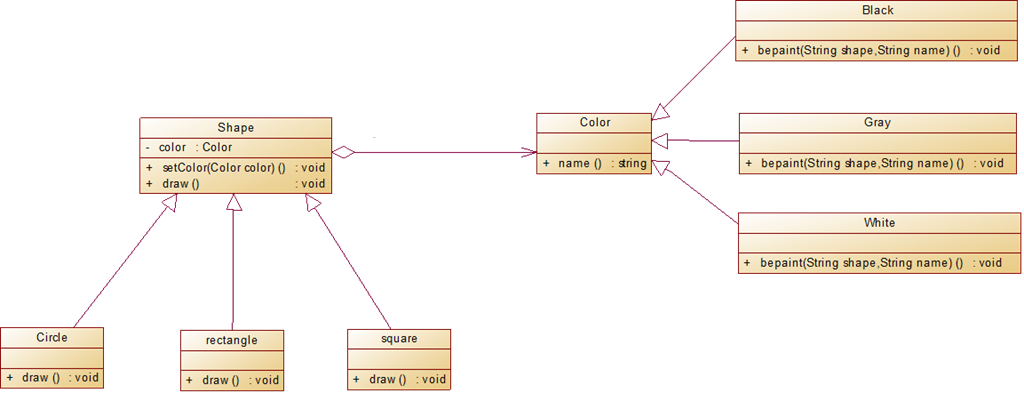 Black
+ bepaint(String shape,String name) () : void
Shape
- color : Color
+ setColor(Color color) () : void
+ draw () : void
Color
+ name () : string
Gray
+ bepaint(String shape,String name) () : void
White
+ bepaint(String shape,String name) () : void
Circle
+ draw () : void
rectangle
+ draw () : void
square
+ draw () : void